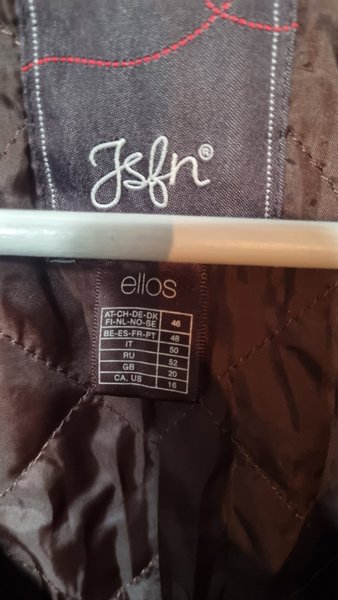 Jsfn®
ellos
AT-CH-DE-DK
FI-NL-NO-SE 46
BE-ES-FR-PT 48
IT 50
RU 52
GB 20
CA, US 16